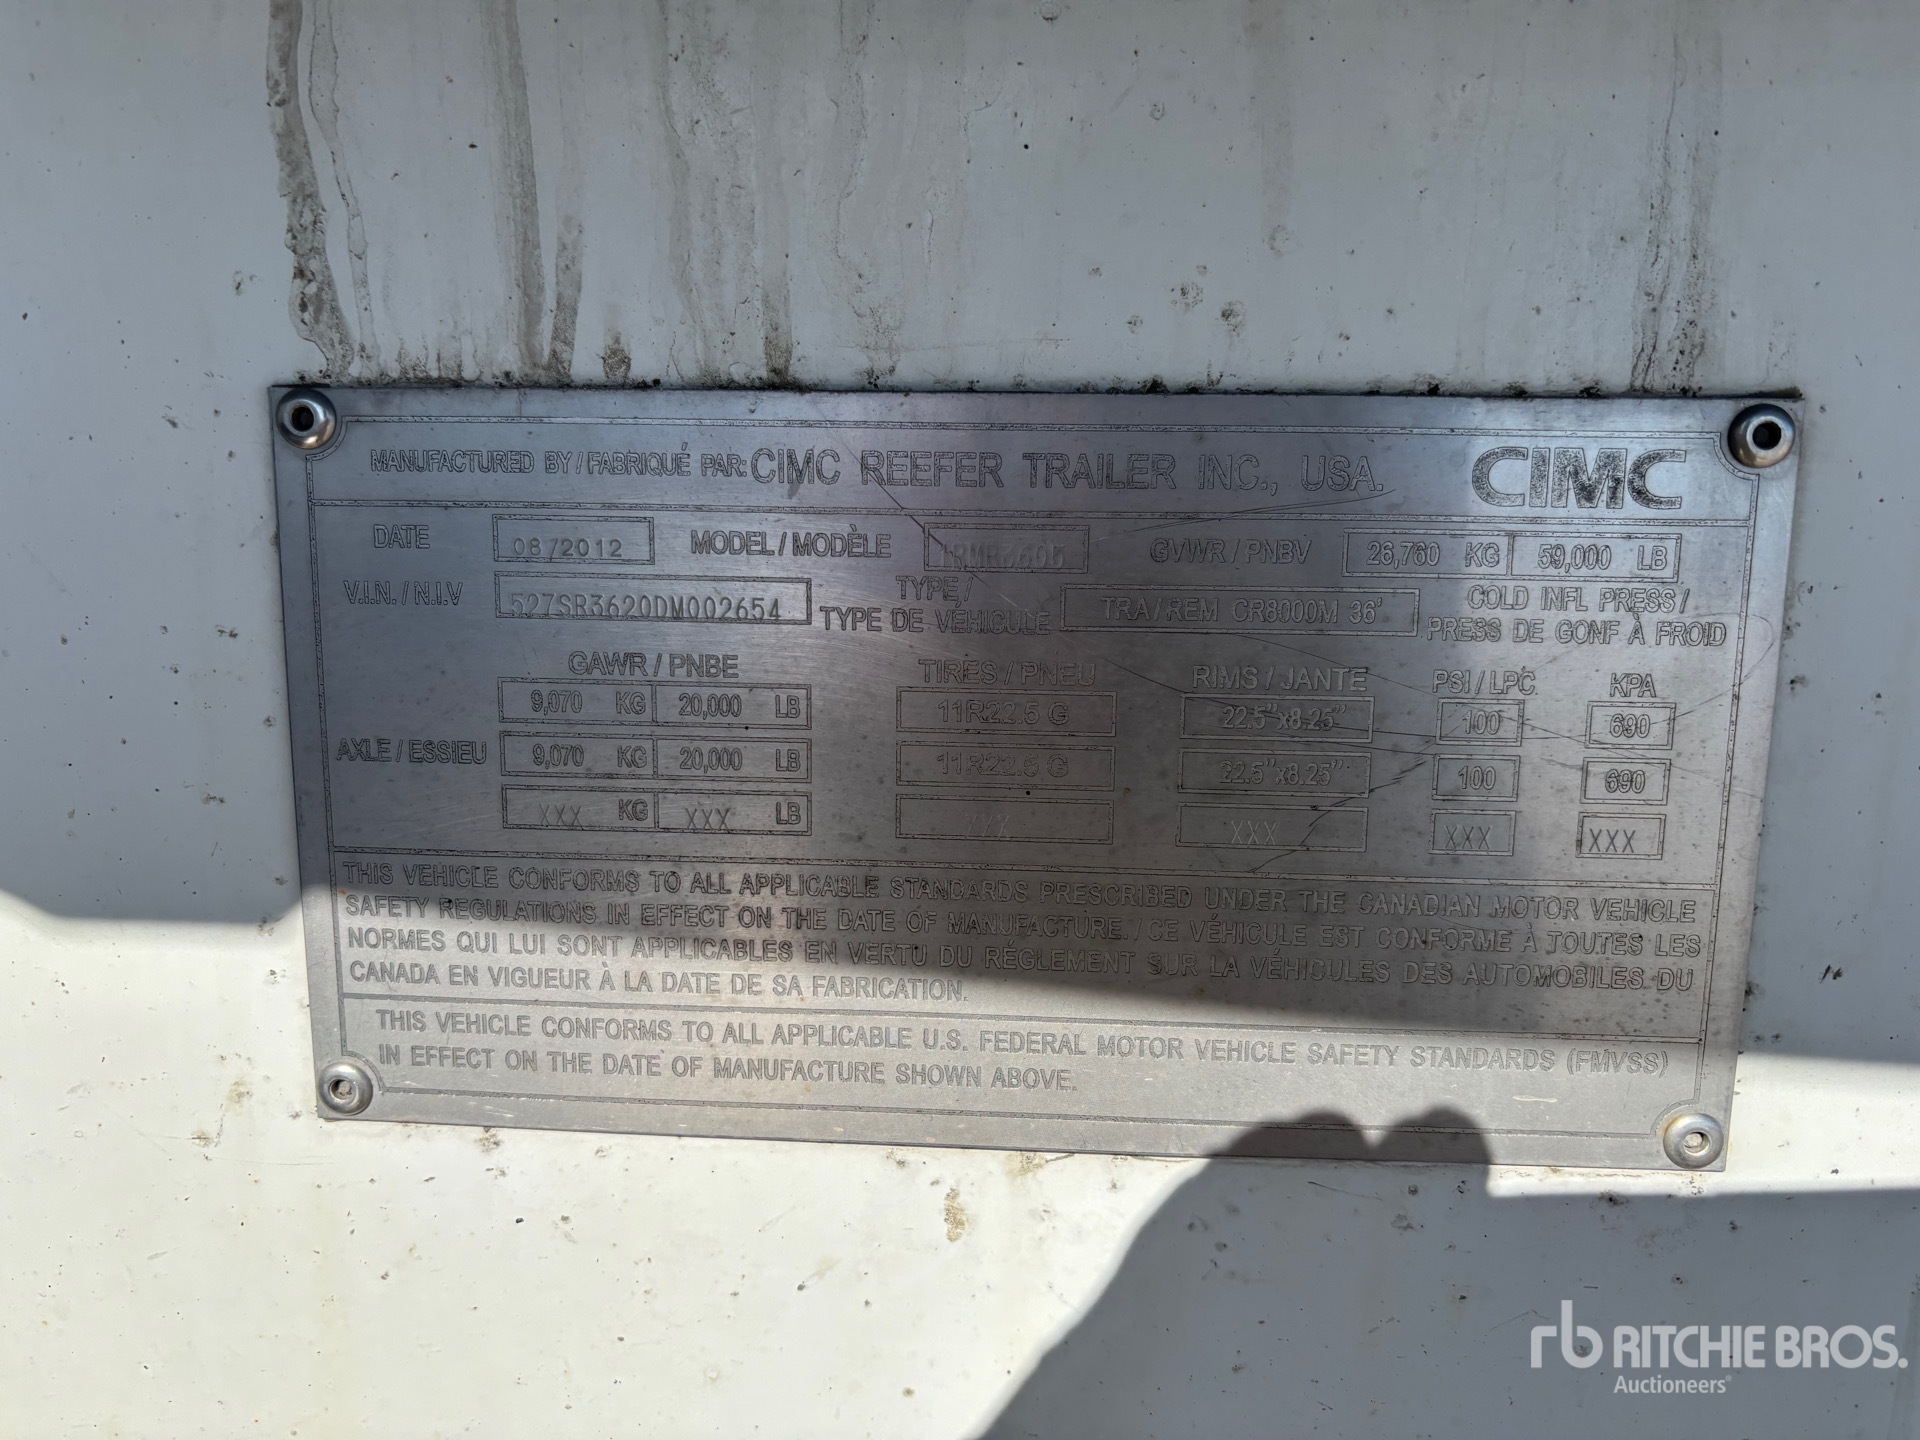 MANUFACTURED BY / FABRIQUÉ PAR: CIMC REEFER TRAILER INC., USA. CIMC
DATE 08/2012 MODEL / MODÈLE GVWR / PNBV 26,760 KG 59,000 LB
V.I.N. / N.I.V 527SR3620DM002654 TYPE / TYPE DE VÉHICULE TRA/REM CR8000M 36' COLD INFL PRESS / PRESS DE GONF À FROID
GAWR / PNBE TIRES / PNEU RIMS / JANTE PSI / LPC KPA
9,070 KG 20,000 LB 11R22.5 G 22.5"x8.25" 100 690
AXLE / ESSIEU 9,070 KG 20,000 LB 11R22.5 G 22.5"x8.25" 100 690
XXX KG XXX LB XXX XXX XXX XXX
THIS VEHICLE CONFORMS TO ALL APPLICABLE STANDARDS PRESCRIBED UNDER THE CANADIAN MOTOR VEHICLE
SAFETY REGULATIONS IN EFFECT ON THE DATE OF MANUFACTURE. / CE VÉHICULE EST CONFORME À TOUTES LES
NORMES QUI LUI SONT APPLICABLES EN VERTU DU RÉGLEMENT SUR LA VÉHICULES DES AUTOMOBILES DU
CANADA EN VIGUEUR À LA DATE DE SA FABRICATION.
THIS VEHICLE CONFORMS TO ALL APPLICABLE U.S. FEDERAL MOTOR VEHICLE SAFETY STANDARDS (FMVSS)
IN EFFECT ON THE DATE OF MANUFACTURE SHOWN ABOVE.
rb RITCHIE BROS.
Auctioneers